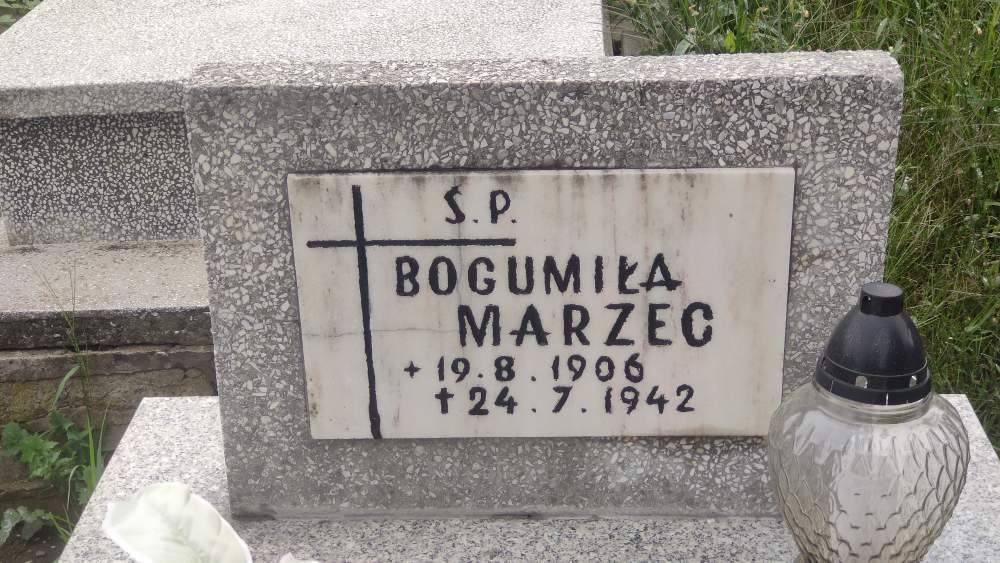 Ś.P.
BOGUMIŁA
MARZEC
+ 19.8.1906
† 24.7.1942